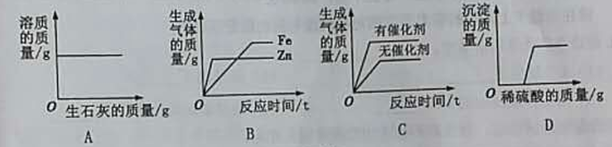 溶质的质量/g
O
生石灰的质量/g
A
生成气体的质量/g
Fe
Zn
O
反应时间/t
B
生成气体的质量/g
有催化剂
无催化剂
O
反应时间/t
C
沉淀的质量/g
O
稀硫酸的质量/g
D